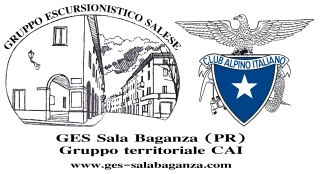 GRUPPO ESCURSIONISTICO SALESE
CLUB ALPINO ITALIANO
GES Sala Baganza (PR)
Gruppo territoriale CAI
www.ges-salabaganza.com